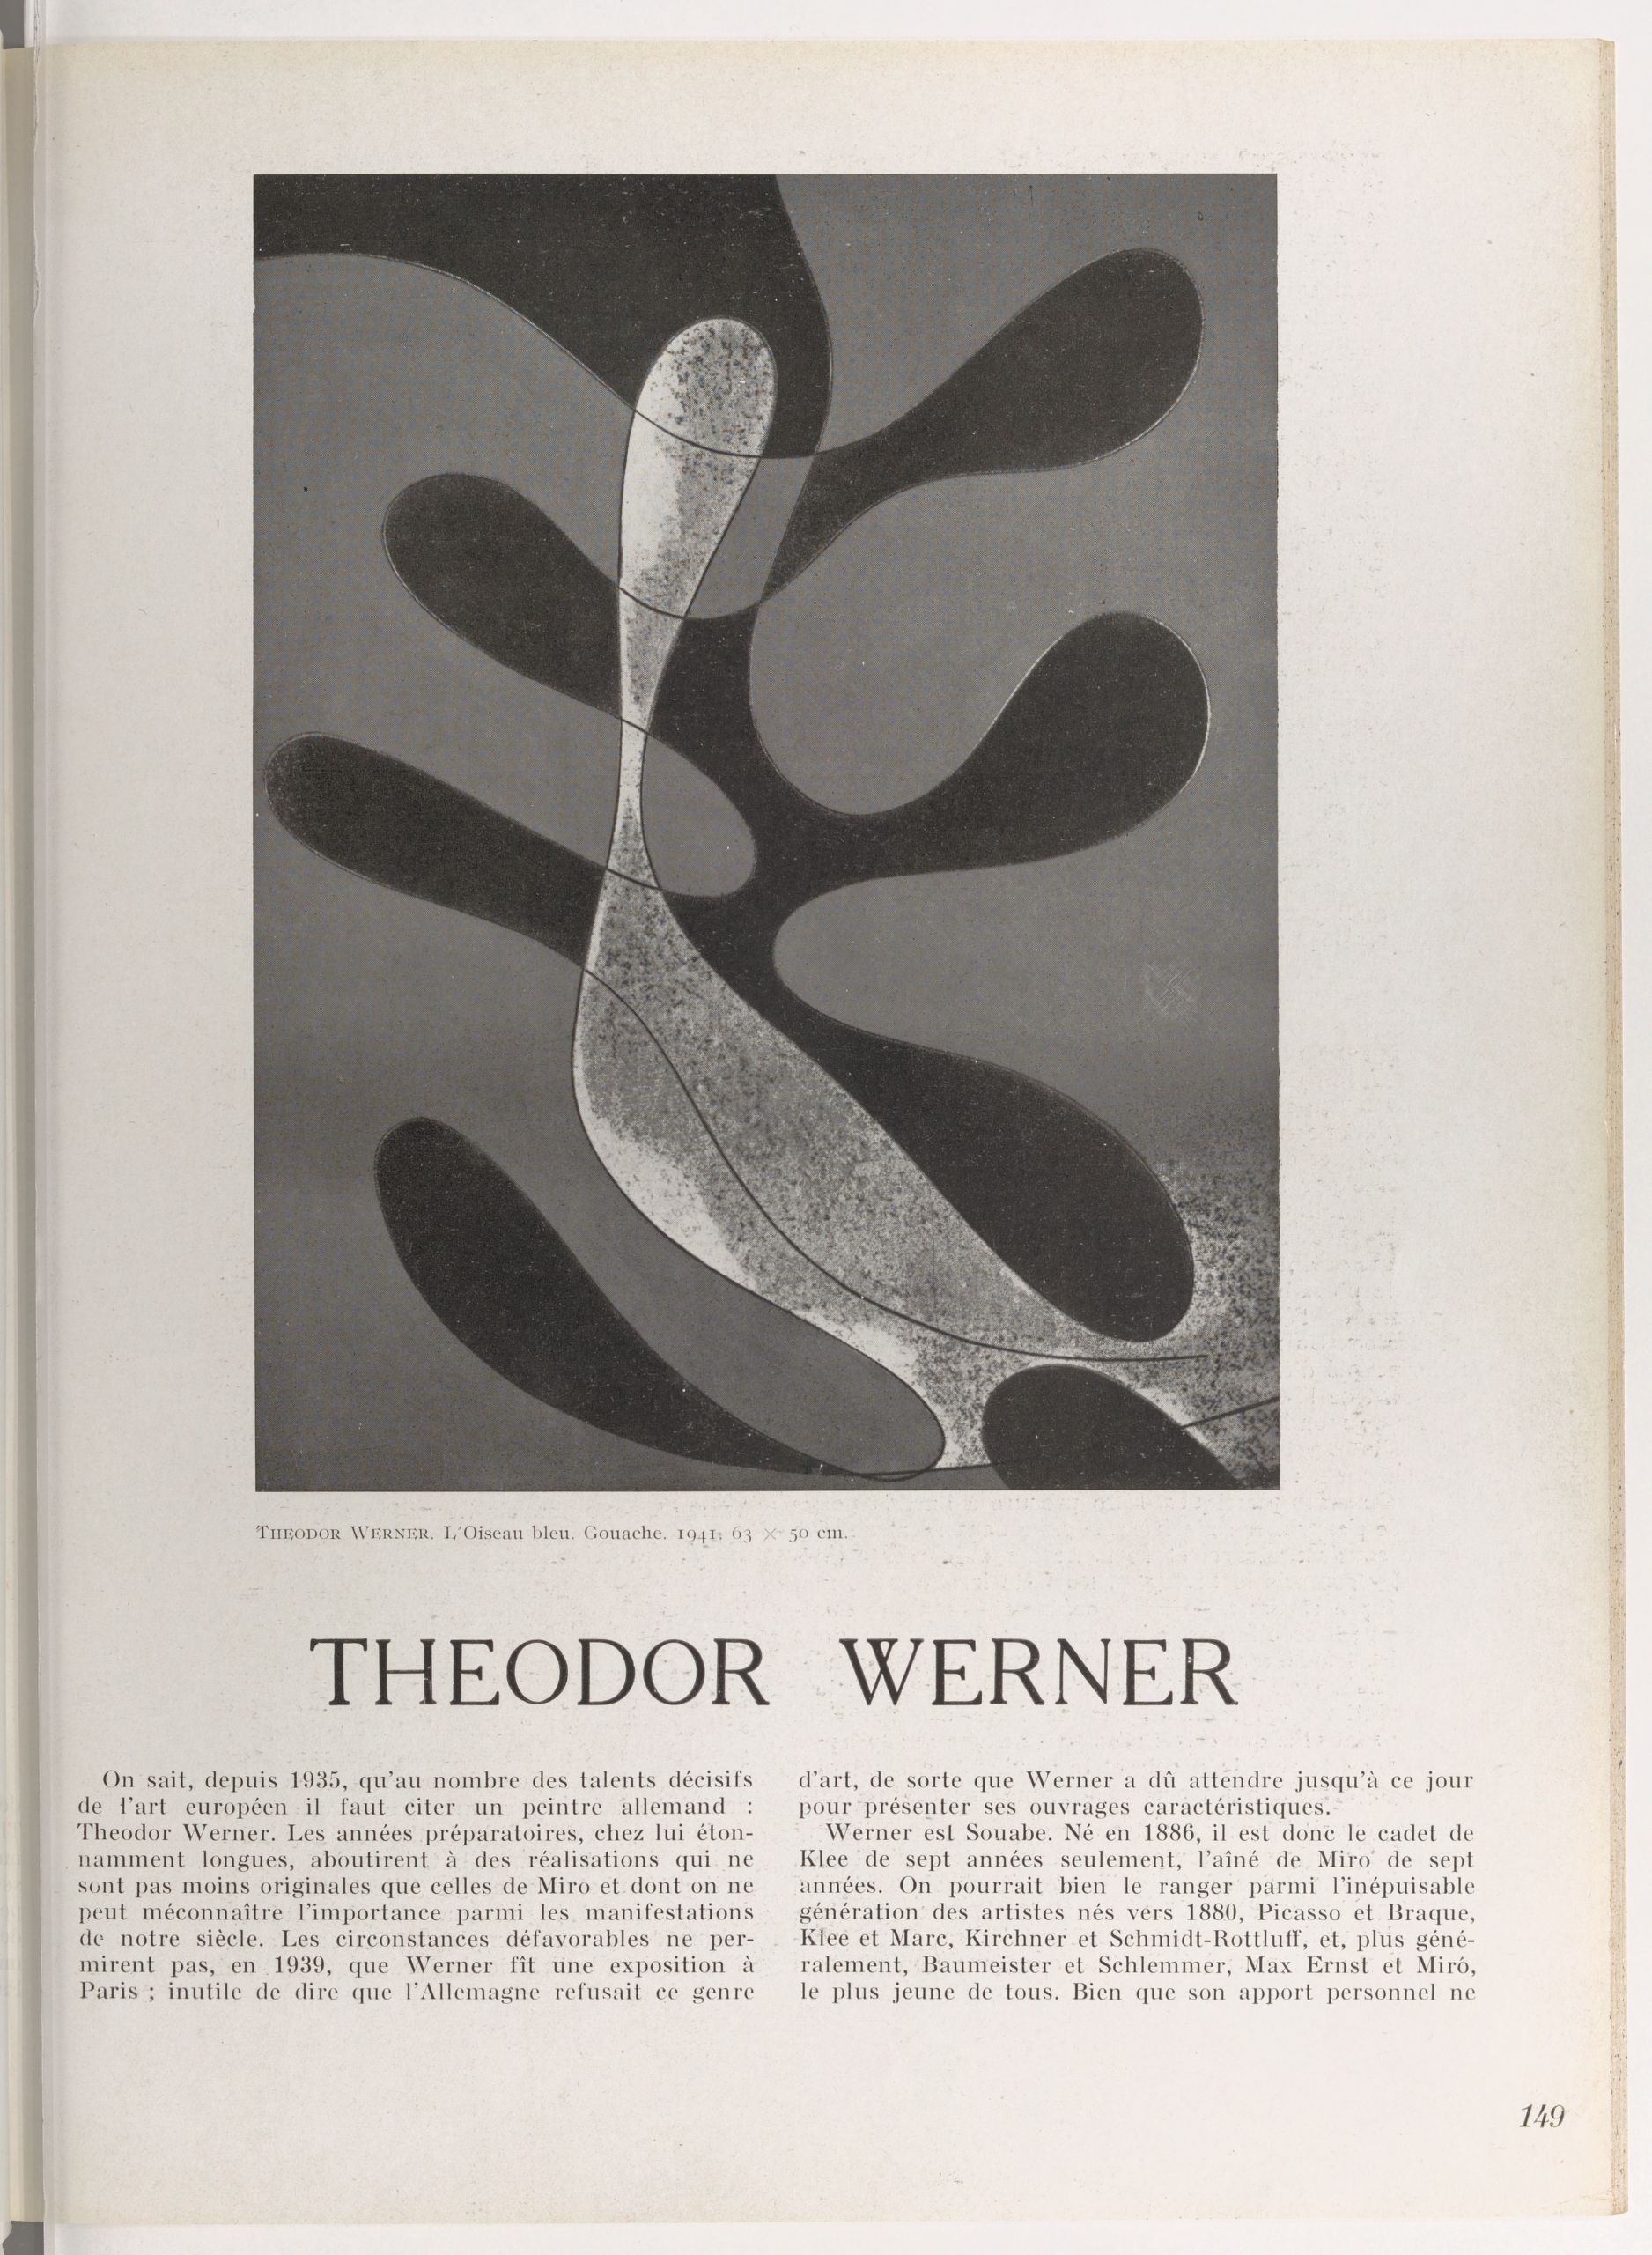 THEODOR WERNER. L'Oiseau bleu. Gouache. 1941; 63 × 50 cm.
THEODOR WERNER
On sait, depuis 1935, qu'au nombre des talents décisifs
de l'art européen il faut citer un peintre allemand :
Theodor Werner. Les années préparatoires, chez lui éton-
namment longues, aboutirent à des réalisations qui ne
sont pas moins originales que celles de Miro et dont on ne
peut méconnaître l'importance parmi les manifestations
de notre siècle. Les circonstances défavorables ne per-
mirent pas, en 1939, que Werner fît une exposition à
Paris ; inutile de dire que l'Allemagne refusait ce genre
d'art, de sorte que Werner a dû attendre jusqu'à ce jour
pour présenter ses ouvrages caractéristiques.
Werner est Souabe. Né en 1886, il est donc le cadet de
Klee de sept années seulement, l'aîné de Miro de sept
années. On pourrait bien le ranger parmi l'inépuisable
génération des artistes nés vers 1880, Picasso et Braque,
Klee et Marc, Kirchner et Schmidt-Rottluff, et, plus géné-
ralement, Baumeister et Schlemmer, Max Ernst et Miró,
le plus jeune de tous. Bien que son apport personnel ne
149